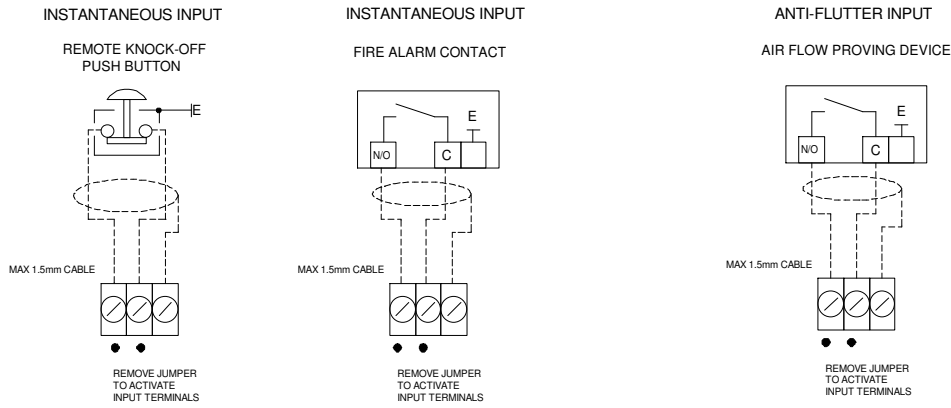 INSTANTANEOUS INPUT
REMOTE KNOCK-OFF
PUSH BUTTON
E
MAX 1.5mm CABLE
REMOVE JUMPER
TO ACTIVATE
INPUT TERMINALS
INSTANTANEOUS INPUT
FIRE ALARM CONTACT
E
N/O
C
MAX 1.5mm CABLE
REMOVE JUMPER
TO ACTIVATE
INPUT TERMINALS
ANTI-FLUTTER INPUT
AIR FLOW PROVING DEVICE
E
N/O
C
MAX 1.5mm CABLE
REMOVE JUMPER
TO ACTIVATE
INPUT TERMINALS